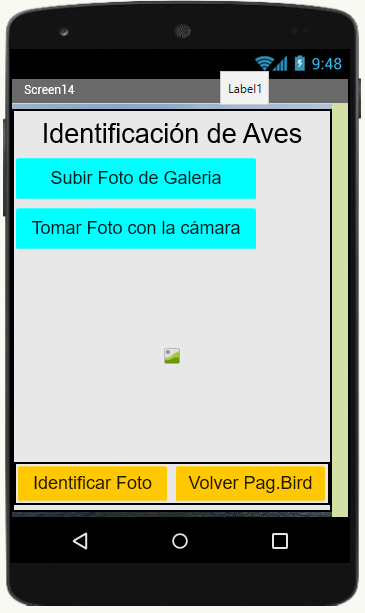 9:48
Screen14
Label1
Identificación de Aves
Subir Foto de Galeria
Tomar Foto con la cámara
Identificar Foto
Volver Pag.Bird